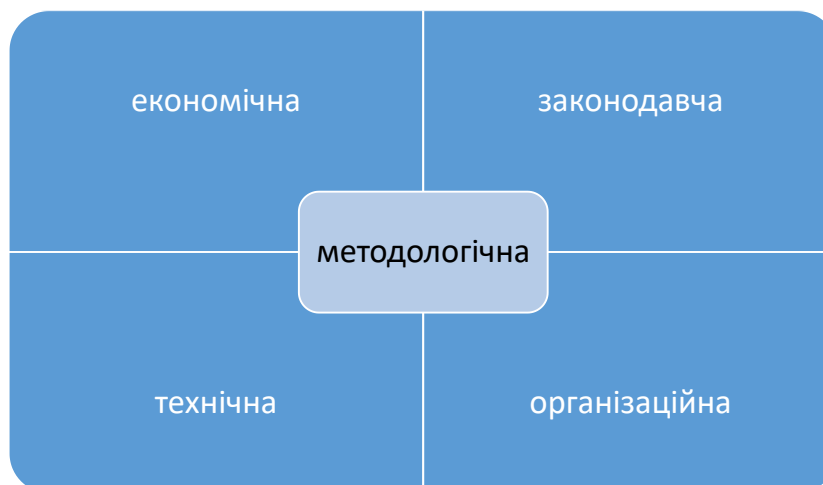 економічна
законодавча
методологічна
технічна
організаційна